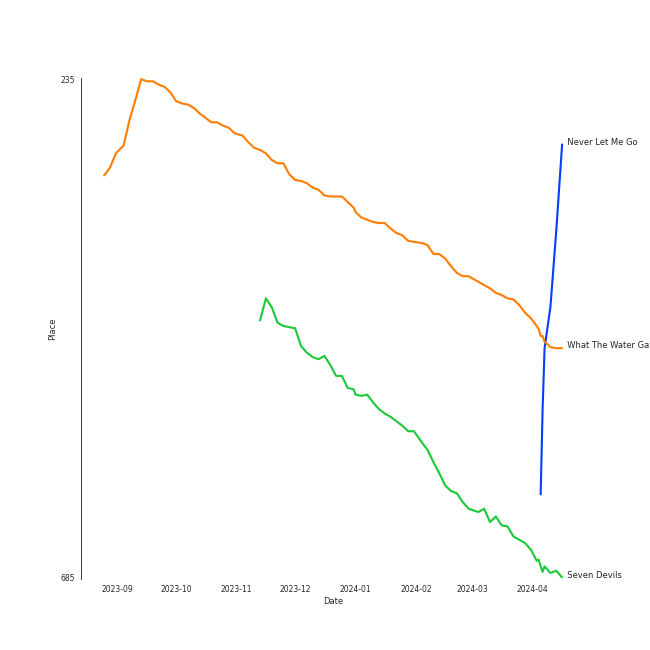 235
Never Let Me Go
Place
What The Water Ga
Seven Devils
685
2023-09 2023-10 2023-11 2023-12 2024-01 2024-02 2024-03 2024-04
Date